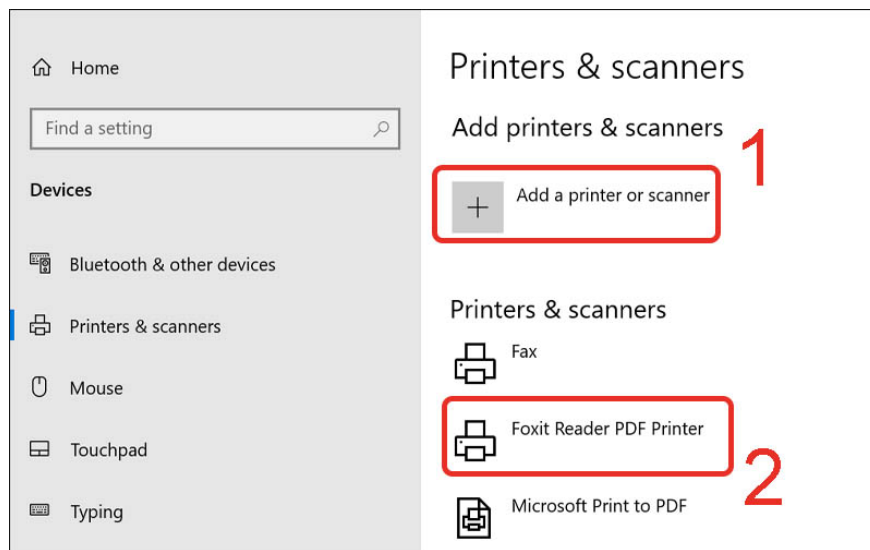 Home
Find a setting
Devices
Bluetooth & other devices
Printers & scanners
Mouse
Touchpad
Typing
Printers & scanners
Add printers & scanners
1
Add a printer or scanner
Printers & scanners
Fax
Foxit Reader PDF Printer
2
Microsoft Print to PDF